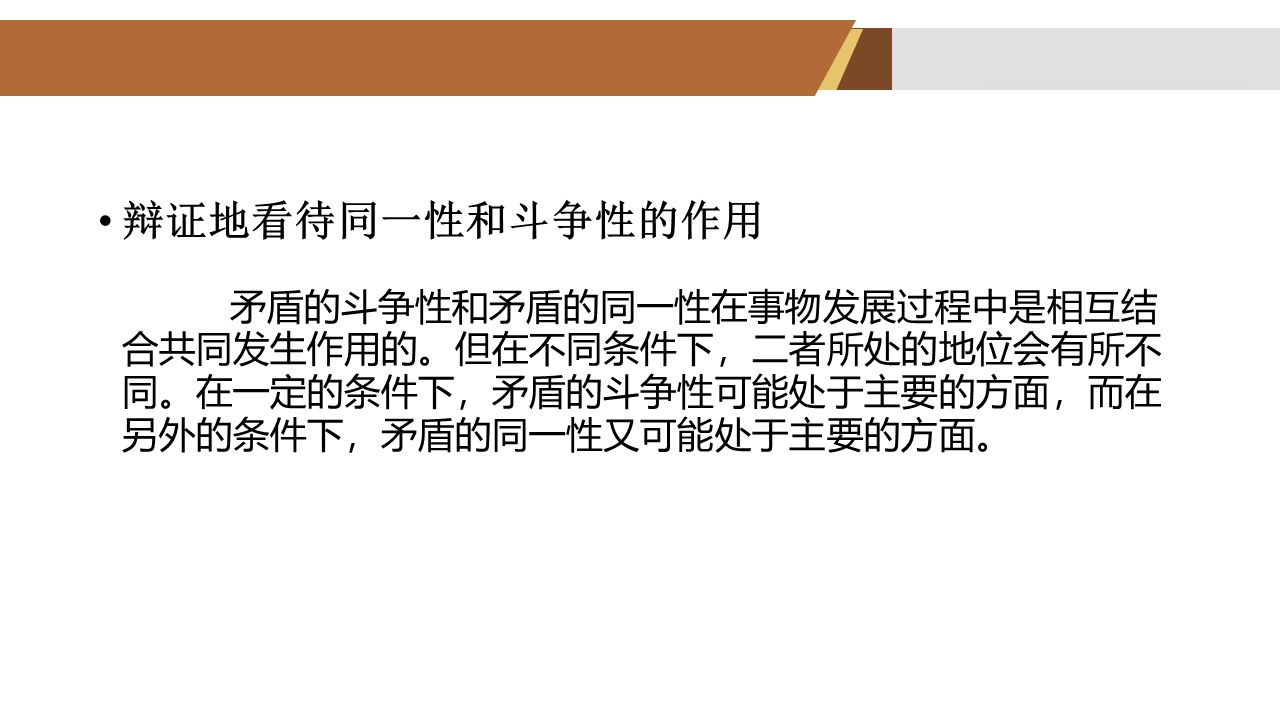 • 辩证地看待同一性和斗争性的作用
矛盾的斗争性和矛盾的同一性在事物发展过程中是相互结
合共同发生作用的。但在不同条件下，二者所处的地位会有所不
同。在一定的条件下，矛盾的斗争性可能处于主要的方面，而在
另外的条件下，矛盾的同一性又可能处于主要的方面。